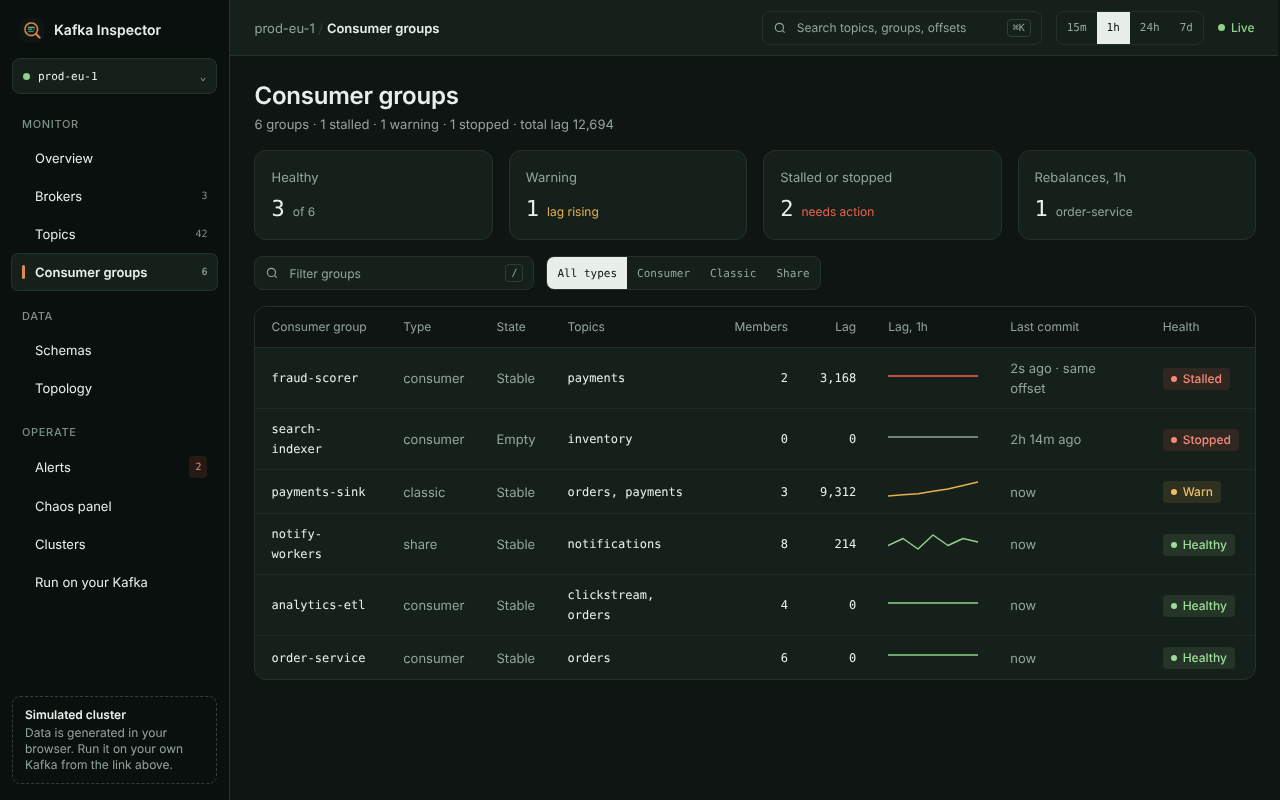 Kafka Inspector
prod-eu-1
MONITOR
Overview
Brokers 3
Topics 42
Consumer groups 6
DATA
Schemas
Topology
OPERATE
Alerts 2
Chaos panel
Clusters
Run on your Kafka
Simulated cluster
Data is generated in your
browser. Run it on your own
Kafka from the link above.
prod-eu-1 / Consumer groups
Search topics, groups, offsets ⌘K
15m 1h 24h 7d
Live
Consumer groups
6 groups · 1 stalled · 1 warning · 1 stopped · total lag 12,694
Healthy
3 of 6
Warning
1 lag rising
Stalled or stopped
2 needs action
Rebalances, 1h
1 order-service
Filter groups /
All types Consumer Classic Share
Consumer group Type State Topics Members Lag Lag, 1h Last commit Health
fraud-scorer consumer Stable payments 2 3,168 2s ago · same
offset Stalled
search-
indexer consumer Empty inventory 0 0 2h 14m ago Stopped
payments-sink classic Stable orders, payments 3 9,312 now Warn
notify-
workers share Stable notifications 8 214 now Healthy
analytics-etl consumer Stable clickstream,
orders 4 0 now Healthy
order-service consumer Stable orders 6 0 now Healthy